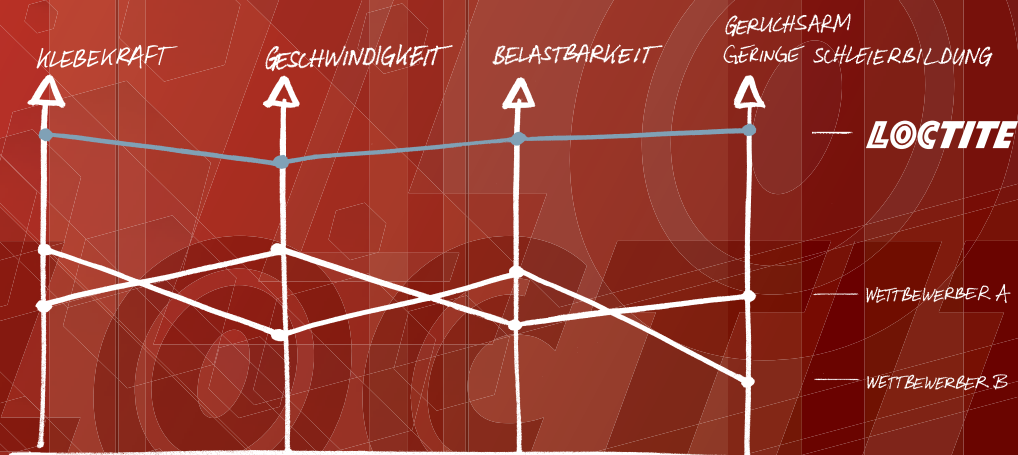 KLEBEKRAFT
GESCHWINDIGKEIT
BELASTBARKEIT
GERUCHSARM
GERINGE SCHLEIERBILDUNG
LOCTITE
WETTBEWERBER A
WETTBEWERBER B